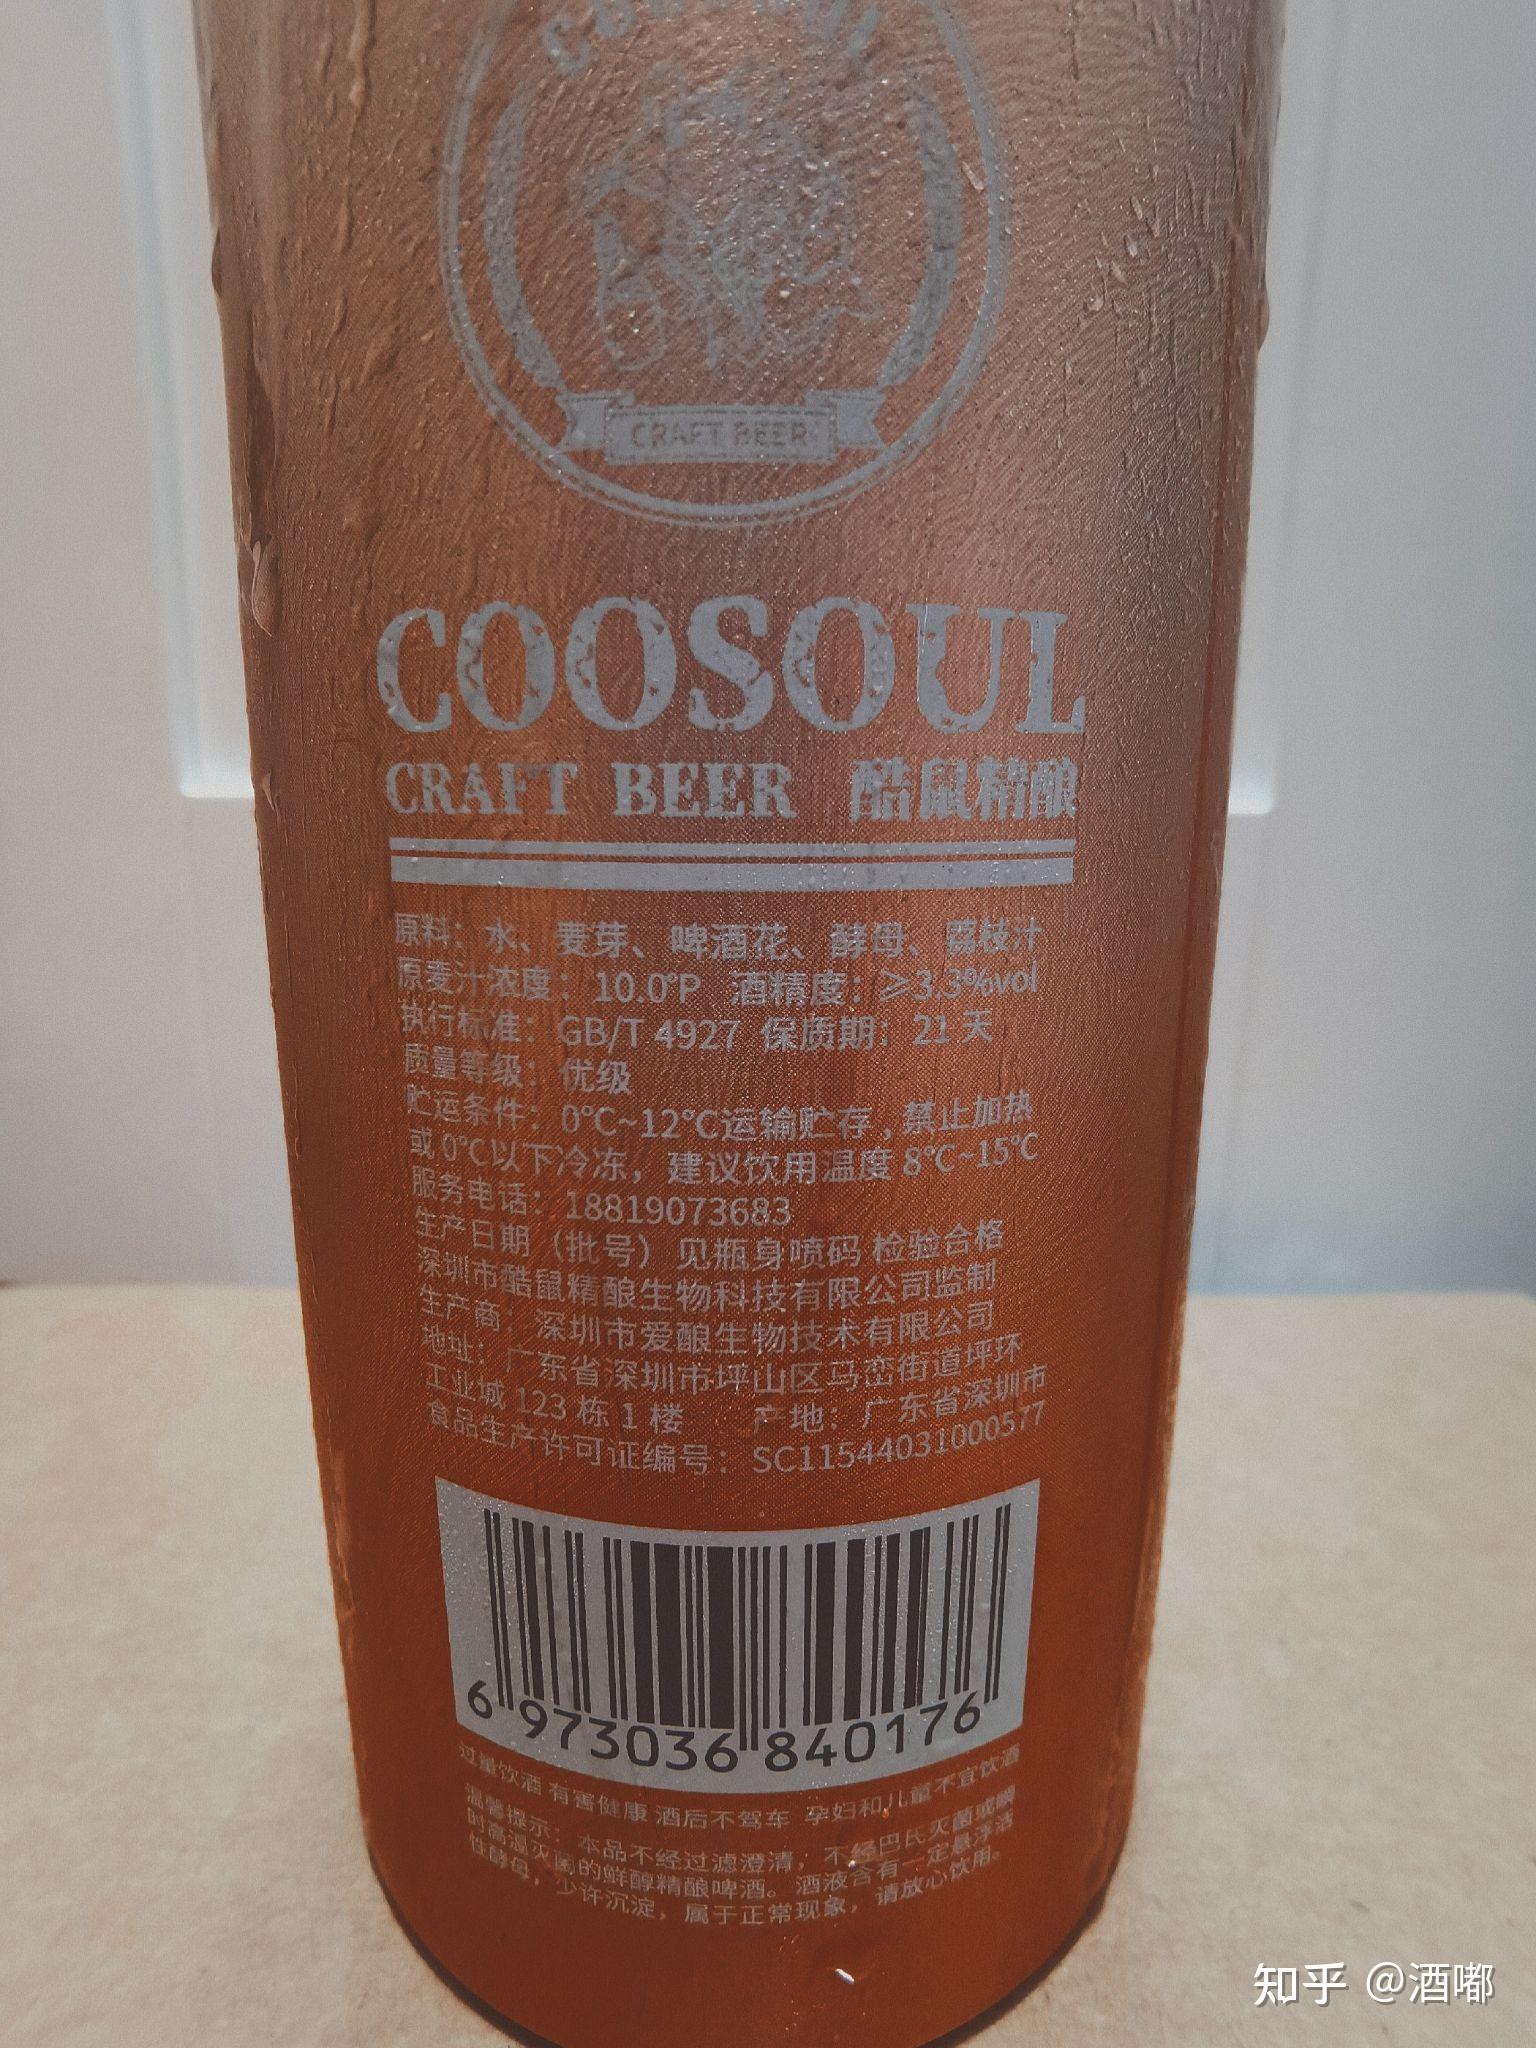 CRAFT BEER
COOSOUL
CRAFT BEER 酷鼠精酿
原料：水、麦芽、啤酒花、酵母、荔枝汁
原麦汁浓度：10.0°P 酒精度：≥3.3%vol
执行标准：GB/T 4927 保质期：21天
质量等级：优级
贮运条件：0℃~12℃运输贮存，禁止加热
或0℃以下冷冻，建议饮用温度8℃~15℃
服务电话：18819073683
生产日期（批号）见瓶身喷码 检验合格
深圳市酷鼠精酿生物科技有限公司监制
生产商：深圳市爱酿生物技术有限公司
地址：广东省深圳市坪山区马峦街道坪环
工业城123栋1楼 产地：广东省深圳市
食品生产许可证编号：SC11544031000577
6 973036 840176
过量饮酒 有害健康 酒后不驾车 孕妇和儿童不宜饮酒
温馨提示：本品不经过滤澄清，不经巴氏灭菌或瞬
时高温灭菌的鲜醇精酿啤酒。酒液含有一定悬浮活
性酵母，少许沉淀，属于正常现象，请放心饮用。
知乎 @酒嘟